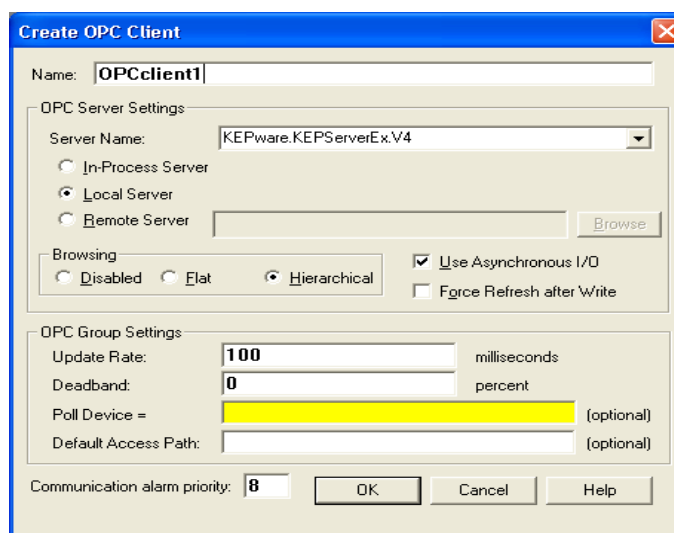 Create OPC Client
Name: OPCclient1
OPC Server Settings
Server Name: KEPware.KEPServerEx.V4
In-Process Server
Local Server
Remote Server Browse
Browsing
Disabled Flat Hierarchical
Use Asynchronous I/O
Force Refresh after Write
OPC Group Settings
Update Rate: 100 milliseconds
Deadband: 0 percent
Poll Device = (optional)
Default Access Path: (optional)
Communication alarm priority: 8 OK Cancel Help